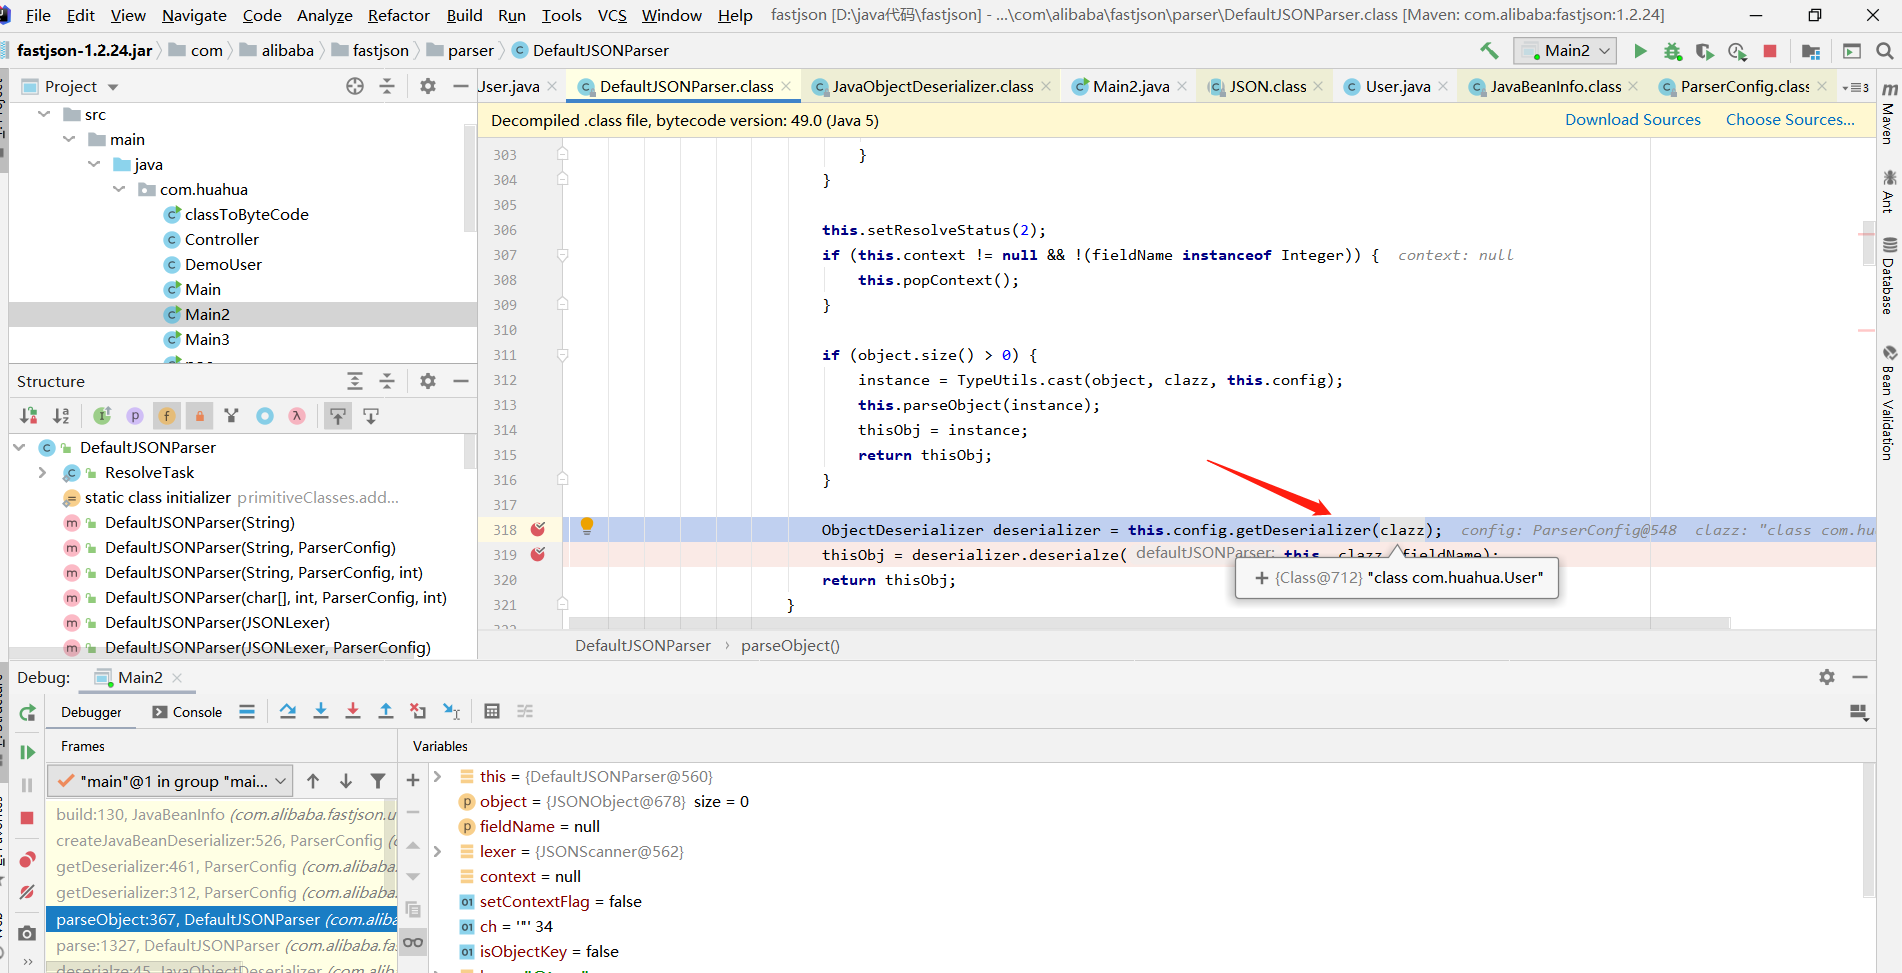 File Edit View Navigate Code Analyze Refactor Build Run Tools VCS Window Help fastjson [D:\java代码\fastjson] - ...\com\alibaba\fastjson\parser\DefaultJSONParser.class [Maven: com.alibaba:fastjson:1.2.24]
fastjson-1.2.24.jar com alibaba fastjson parser DefaultJSONParser Main2
Project
User.java DefaultJSONParser.class JavaObjectDeserializer.class Main2.java JSON.class User.java JavaBeanInfo.class ParserConfig.class 3
Decompiled .class file, bytecode version: 49.0 (Java 5) Download Sources Choose Sources...
src
main
java
com.huahua
classToByteCode
Controller
DemoUser
Main
Main2
Main3
303 }
304 }
305
306 this.setResolveStatus(2);
307 if (this.context != null && !(fieldName instanceof Integer)) { context: null
308 this.popContext();
309 }
310
311 if (object.size() > 0) {
312 instance = TypeUtils.cast(object, clazz, this.config);
313 this.parseObject(instance);
314 thisObj = instance;
315 return thisObj;
316 }
317
318 ObjectDeserializer deserializer = this.config.getDeserializer(clazz); config: ParserConfig@548 clazz: "class com.hu
319 thisObj = deserializer.deserialze( defaultJSONParser: this, clazz, fieldName);
+ {Class@712} "class com.huahua.User"
320 return thisObj;
321 }
DefaultJSONParser › parseObject()
Maven
Ant
Database
Bean Validation
Structure
DefaultJSONParser
ResolveTask
static class initializer primitiveClasses.add...
DefaultJSONParser(String)
DefaultJSONParser(String, ParserConfig)
DefaultJSONParser(String, ParserConfig, int)
DefaultJSONParser(char[], int, ParserConfig, int)
DefaultJSONParser(JSONLexer)
DefaultJSONParser(JSONLexer, ParserConfig)
Debug: Main2
Debugger Console
Frames
"main"@1 in group "mai...
build:130, JavaBeanInfo (com.alibaba.fastjson.u
createJavaBeanDeserializer:526, ParserConfig (c
getDeserializer:461, ParserConfig (com.alibaba.
getDeserializer:312, ParserConfig (com.alibaba.
parseObject:367, DefaultJSONParser (com.aliba
parse:1327, DefaultJSONParser (com.alibaba.fas
deserialze:45, JavaObjectDeserializer (com.alib
Variables
this = {DefaultJSONParser@560}
object = {JSONObject@678} size = 0
fieldName = null
lexer = {JSONScanner@562}
context = null
setContextFlag = false
ch = '"' 34
isObjectKey = false